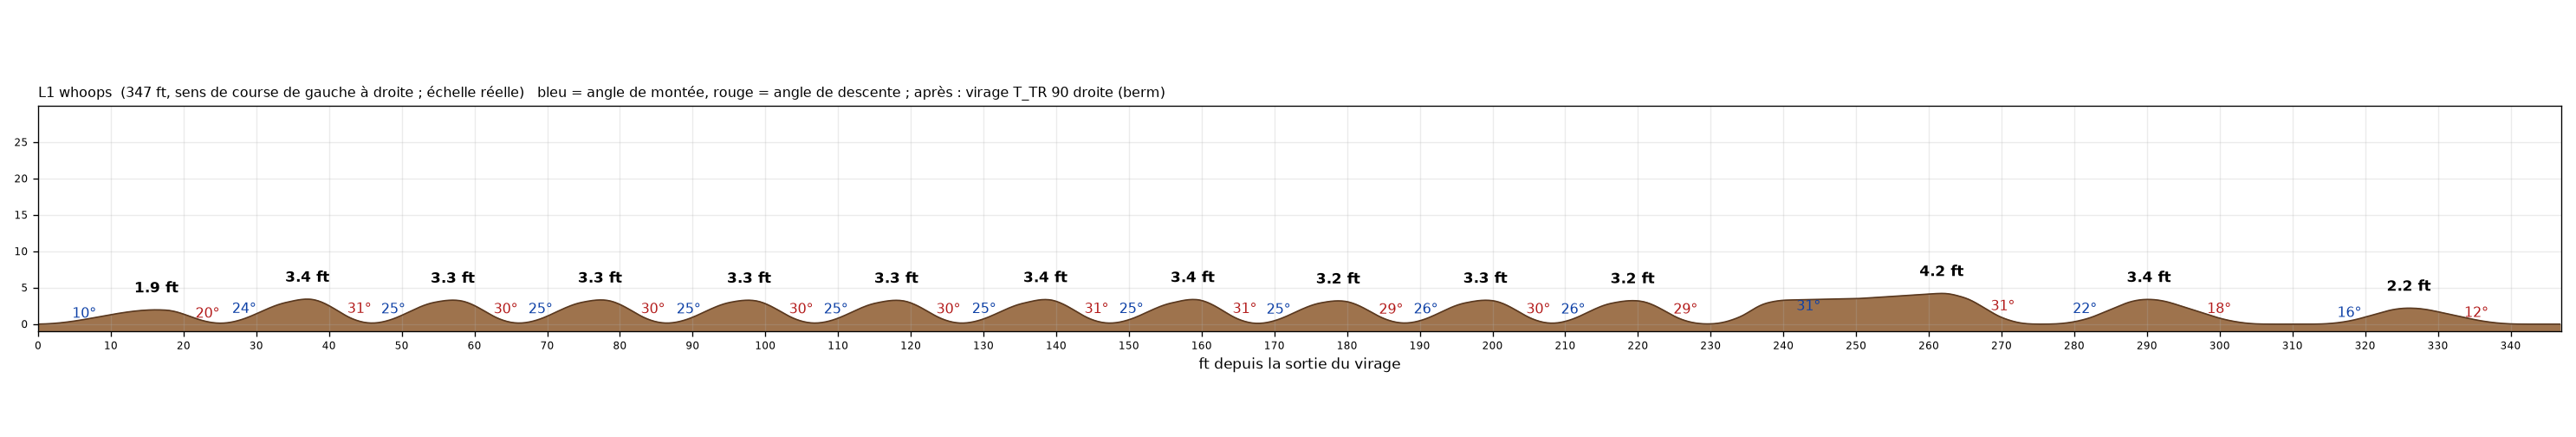 L1 whoops  (347 ft, sens de course de gauche à droite ; échelle réelle)   bleu = angle de montée, rouge = angle de descente ; après : virage T_TR 90 droite (berm)
25
20
15
10
5
0
1.9 ft 3.4 ft 3.3 ft 3.3 ft 3.3 ft 3.3 ft 3.4 ft 3.4 ft 3.2 ft 3.3 ft 3.2 ft 4.2 ft 3.4 ft 2.2 ft
10° 20° 24° 31° 25° 30° 25° 30° 25° 30° 25° 30° 25° 31° 25° 31° 25° 29° 26° 30° 26° 29° 31° 31° 22° 18° 16° 12°
0 10 20 30 40 50 60 70 80 90 100 110 120 130 140 150 160 170 180 190 200 210 220 230 240 250 260 270 280 290 300 310 320 330 340
ft depuis la sortie du virage